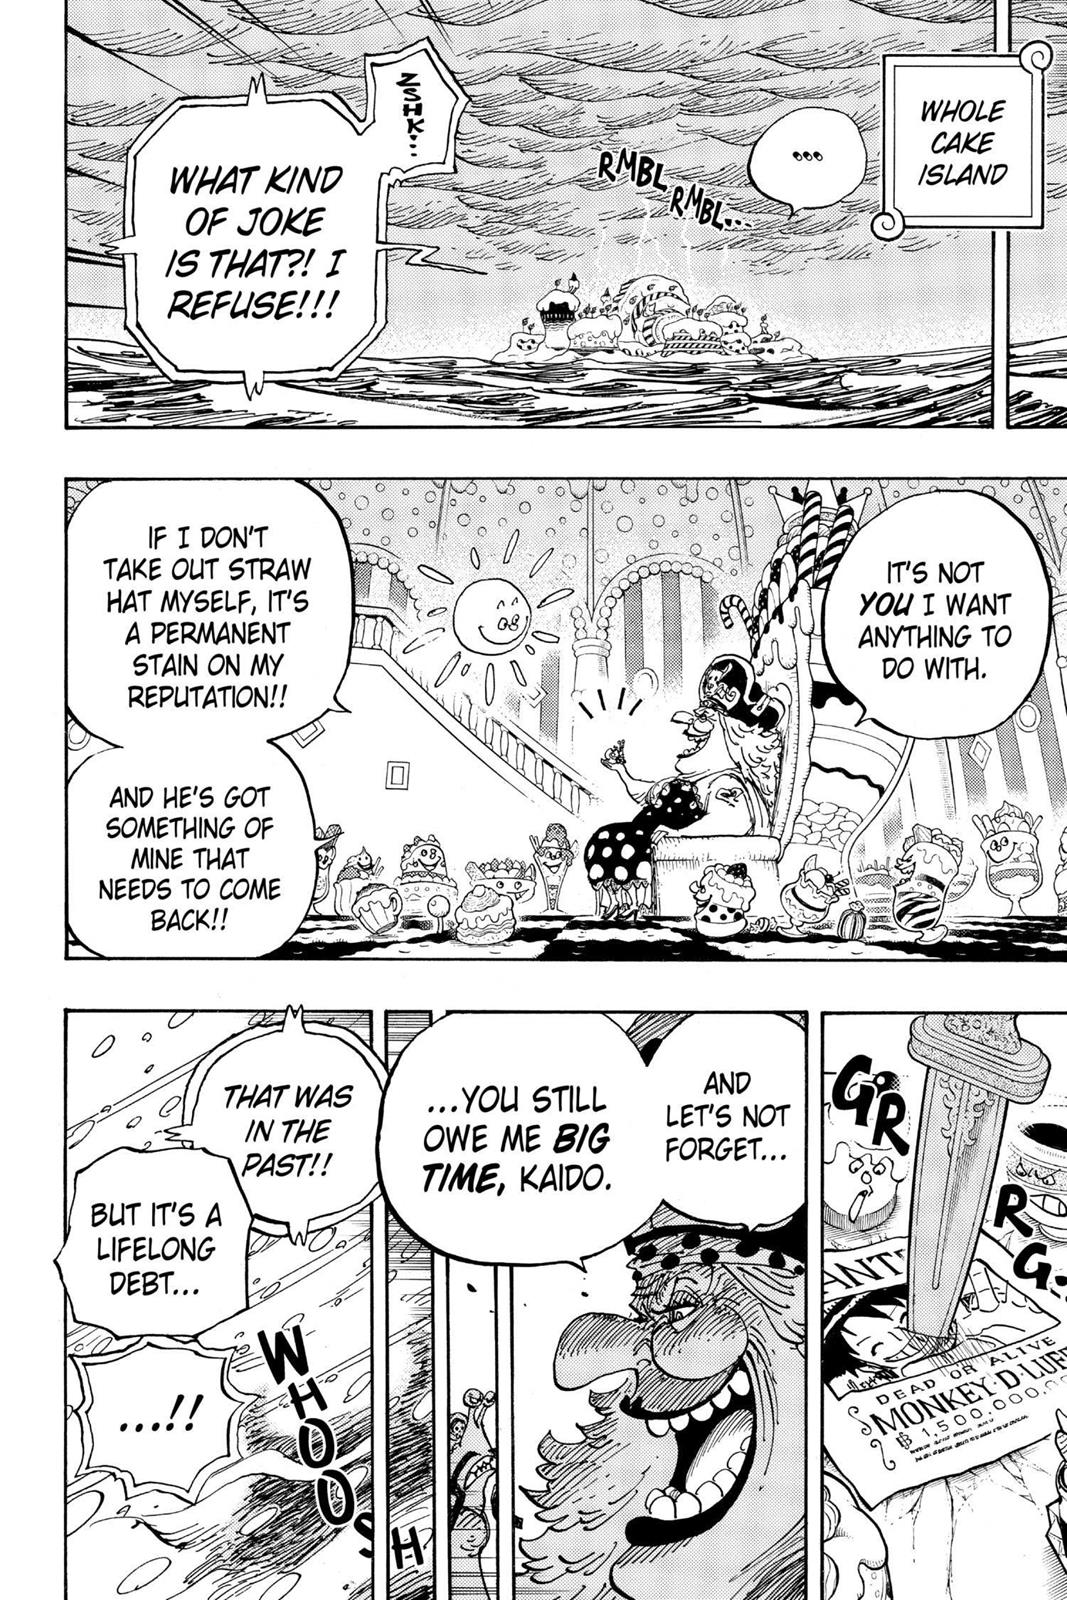 WHOLE
CAKE
ISLAND
...
RMBL
RMBL...
ZSHK...
WHAT KIND
OF JOKE
IS THAT?! I
REFUSE!!!
IT'S NOT
YOU I WANT
ANYTHING TO
DO WITH.
IF I DON'T
TAKE OUT STRAW
HAT MYSELF, IT'S
A PERMANENT
STAIN ON MY
REPUTATION!!
AND HE'S GOT
SOMETHING OF
MINE THAT
NEEDS TO COME
BACK!!
GR
RG..
WANT
DEAD OR ALIVE
MONKEY·D·LUF
฿1,500,000,00
AND
LET'S NOT
FORGET...
...YOU STILL
OWE ME BIG
TIME, KAIDO.
THAT WAS
IN THE
PAST!!
BUT IT'S A
LIFELONG
DEBT...
...!!
WHOOOSH